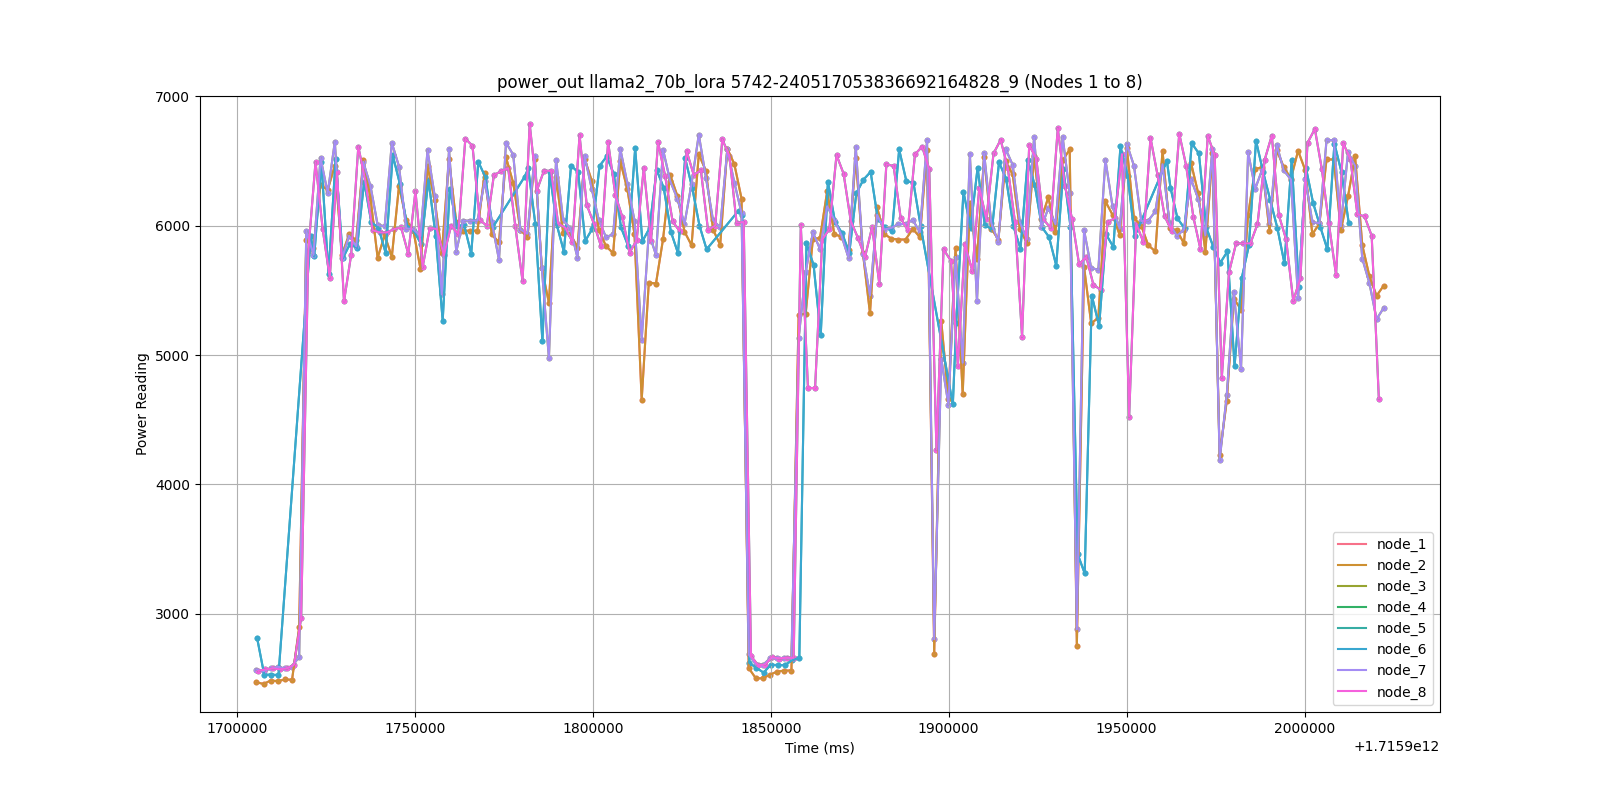 power_out llama2_70b_lora 5742-240517053836692164828_9 (Nodes 1 to 8)
7000
6000
5000
4000
3000
Power Reading
node_1
node_2
node_3
node_4
node_5
node_6
node_7
node_8
1700000 1750000 1800000 1850000 1900000 1950000 2000000
Time (ms)
+1.7159e12